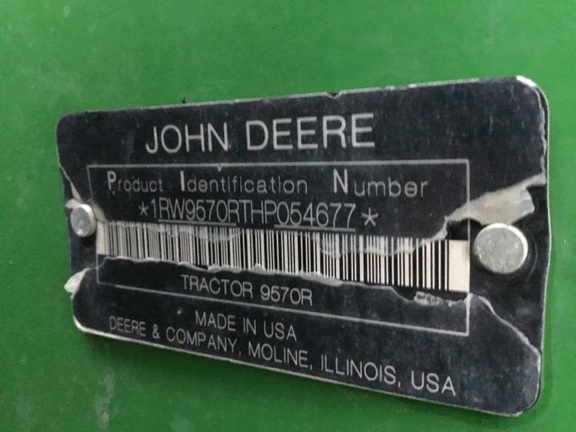 JOHN DEERE
Product Identification Number
*1RW9570RTHP054677*
TRACTOR 9570R
MADE IN USA
DEERE & COMPANY, MOLINE, ILLINOIS, USA